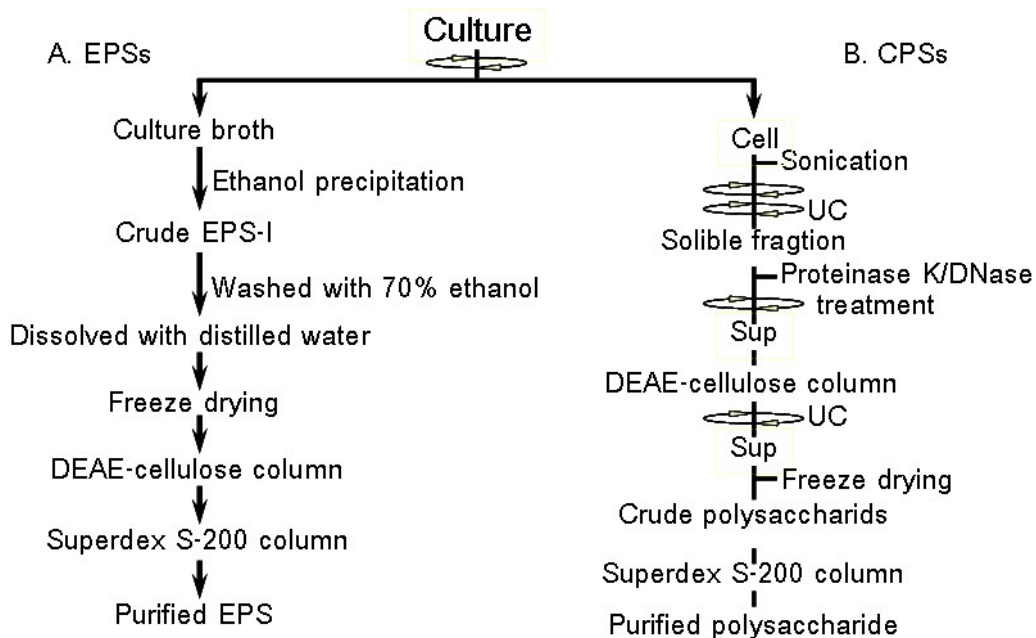 Culture
A. EPSs
B. CPSs
Culture broth
Ethanol precipitation
Crude EPS-I
Washed with 70% ethanol
Dissolved with distilled water
Freeze drying
DEAE-cellulose column
Superdex S-200 column
Purified EPS
Cell
Sonication
UC
Solible fragtion
Proteinase K/DNase
treatment
Sup
DEAE-cellulose column
UC
Sup
Freeze drying
Crude polysaccharids
Superdex S-200 column
Purified polysaccharide